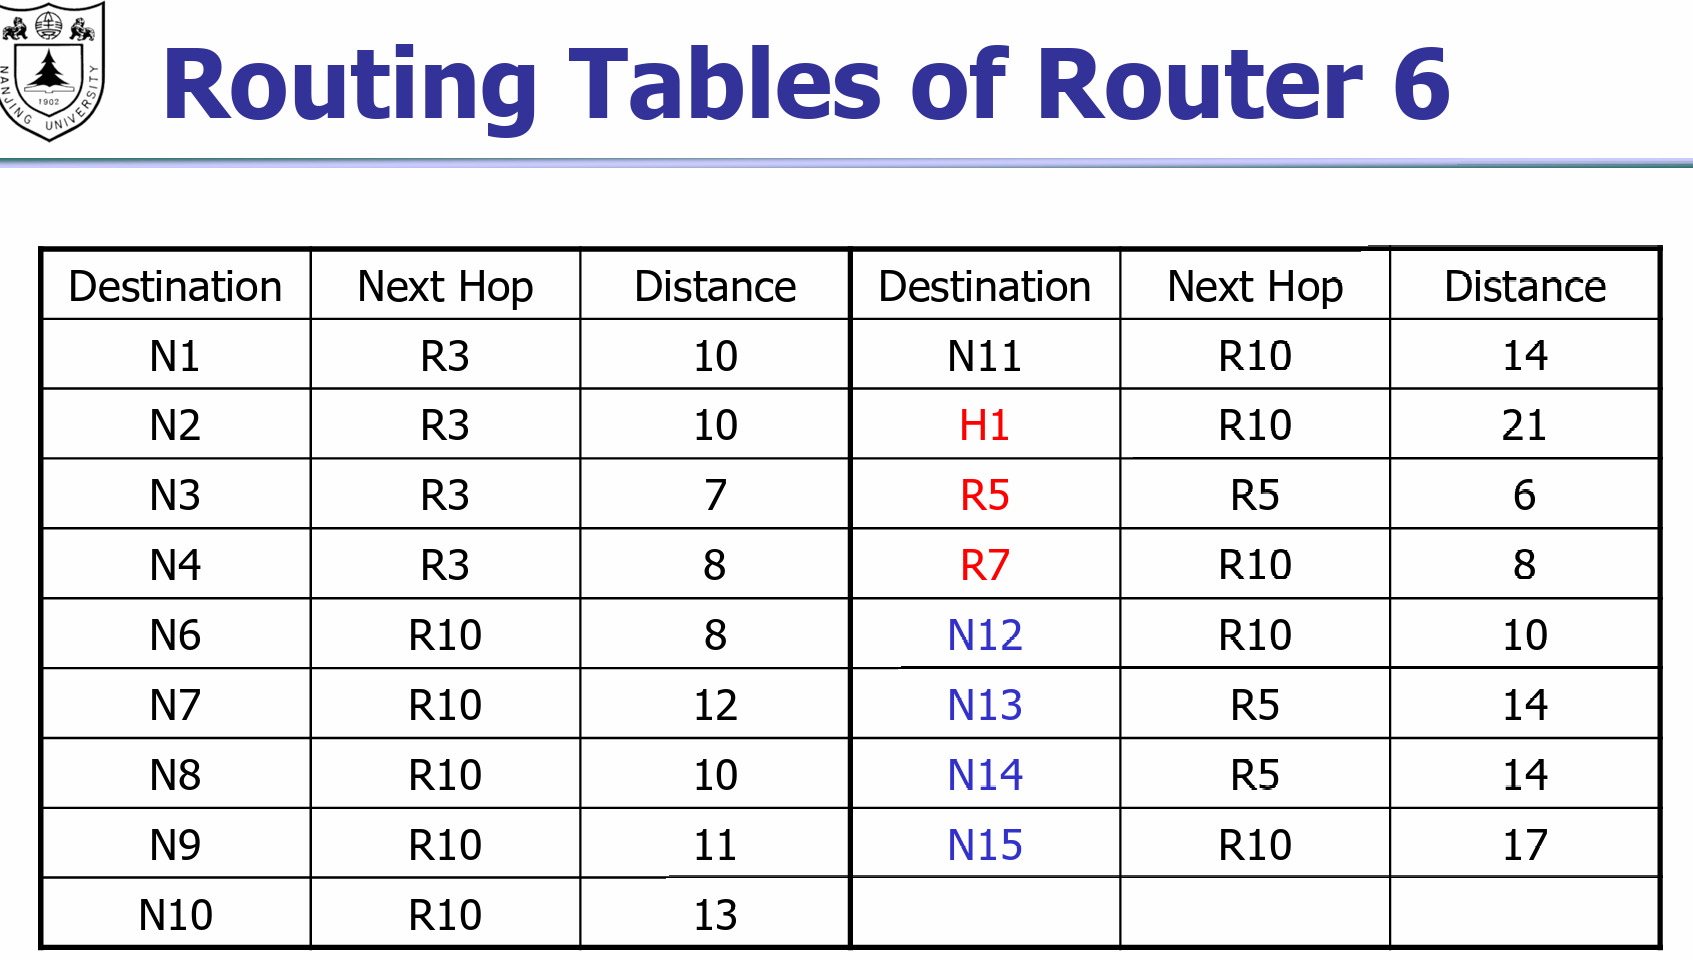 Routing Tables of Router 6
NANJING UNIVERSITY
1902
Destination Next Hop Distance Destination Next Hop Distance
N1 R3 10 N11 R10 14
N2 R3 10 H1 R10 21
N3 R3 7 R5 R5 6
N4 R3 8 R7 R10 8
N6 R10 8 N12 R10 10
N7 R10 12 N13 R5 14
N8 R10 10 N14 R5 14
N9 R10 11 N15 R10 17
N10 R10 13